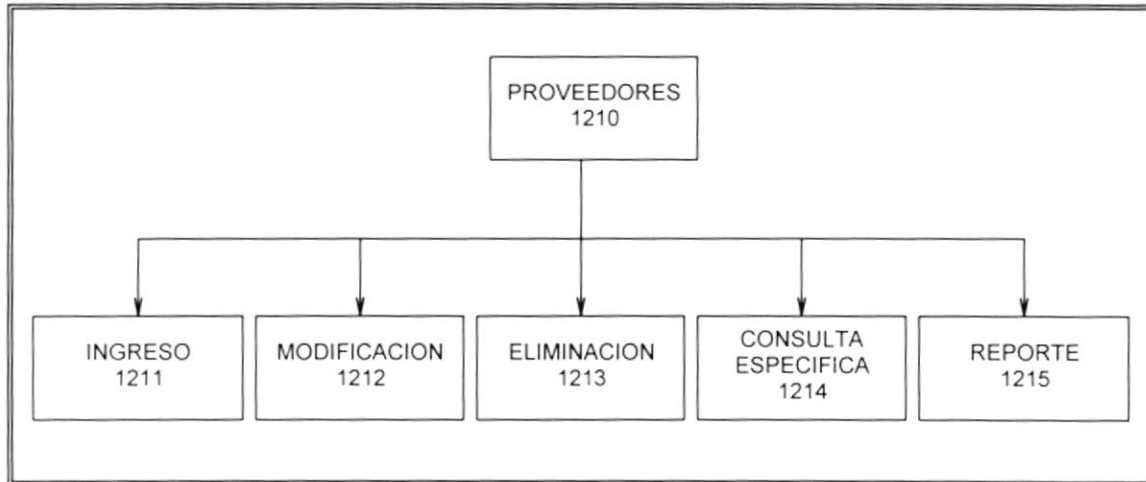 PROVEEDORES
1210
INGRESO
1211
MODIFICACION
1212
ELIMINACION
1213
CONSULTA
ESPECIFICA
1214
REPORTE
1215